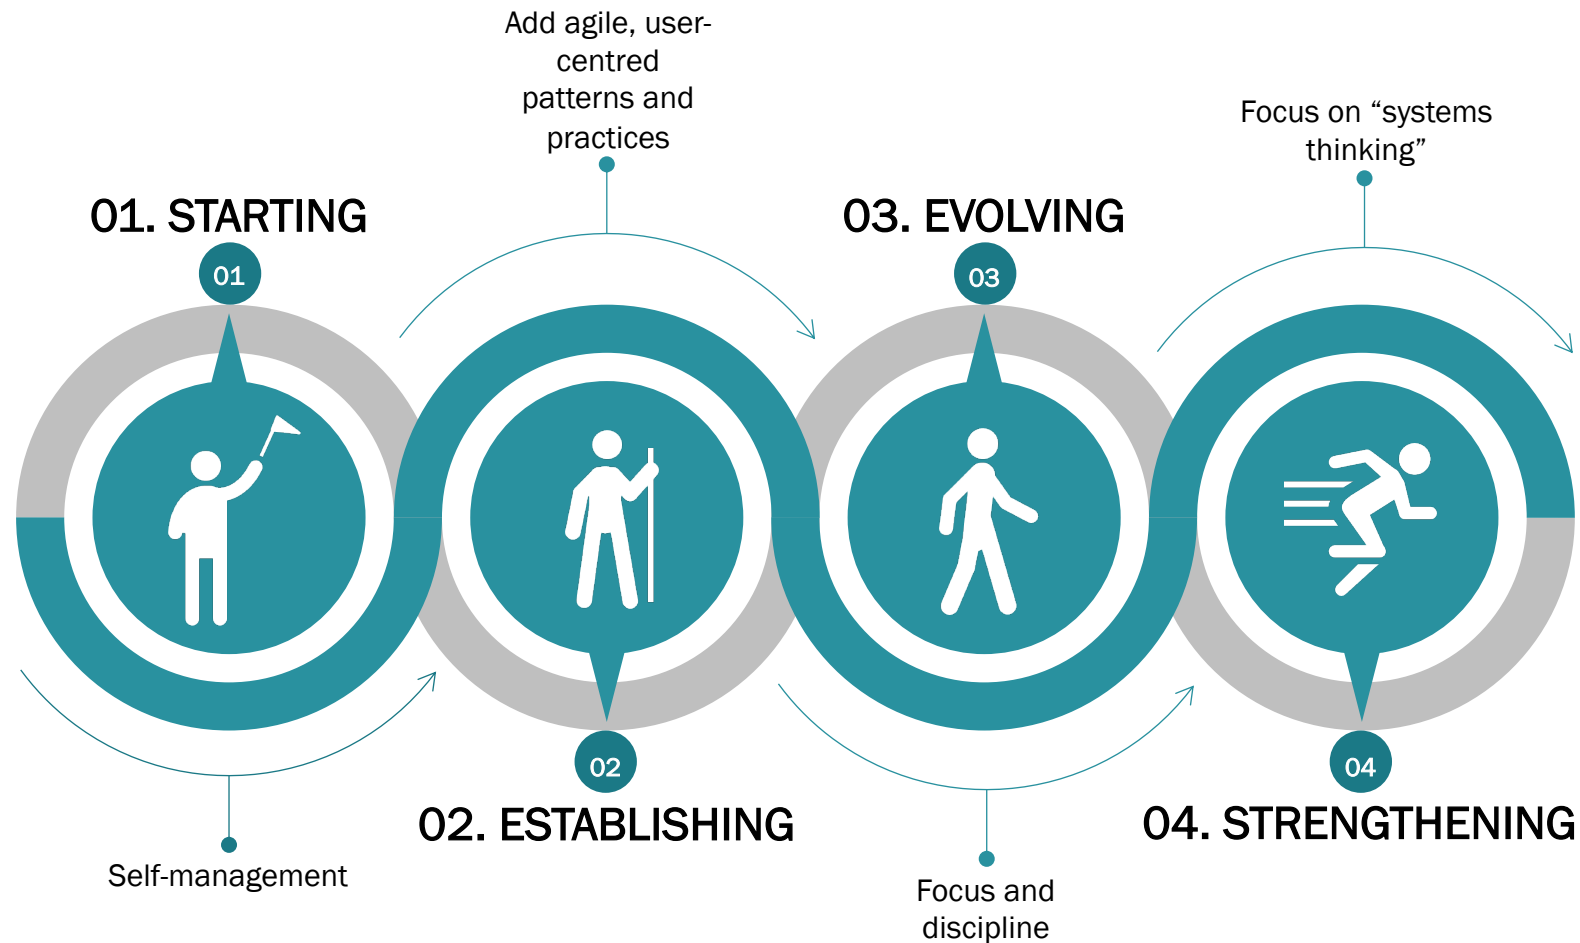 01. STARTING
01
Self-management
Add agile, user-
centred
patterns and
practices
02
02. ESTABLISHING
03. EVOLVING
03
Focus and
discipline
Focus on “systems
thinking”
04
04. STRENGTHENING